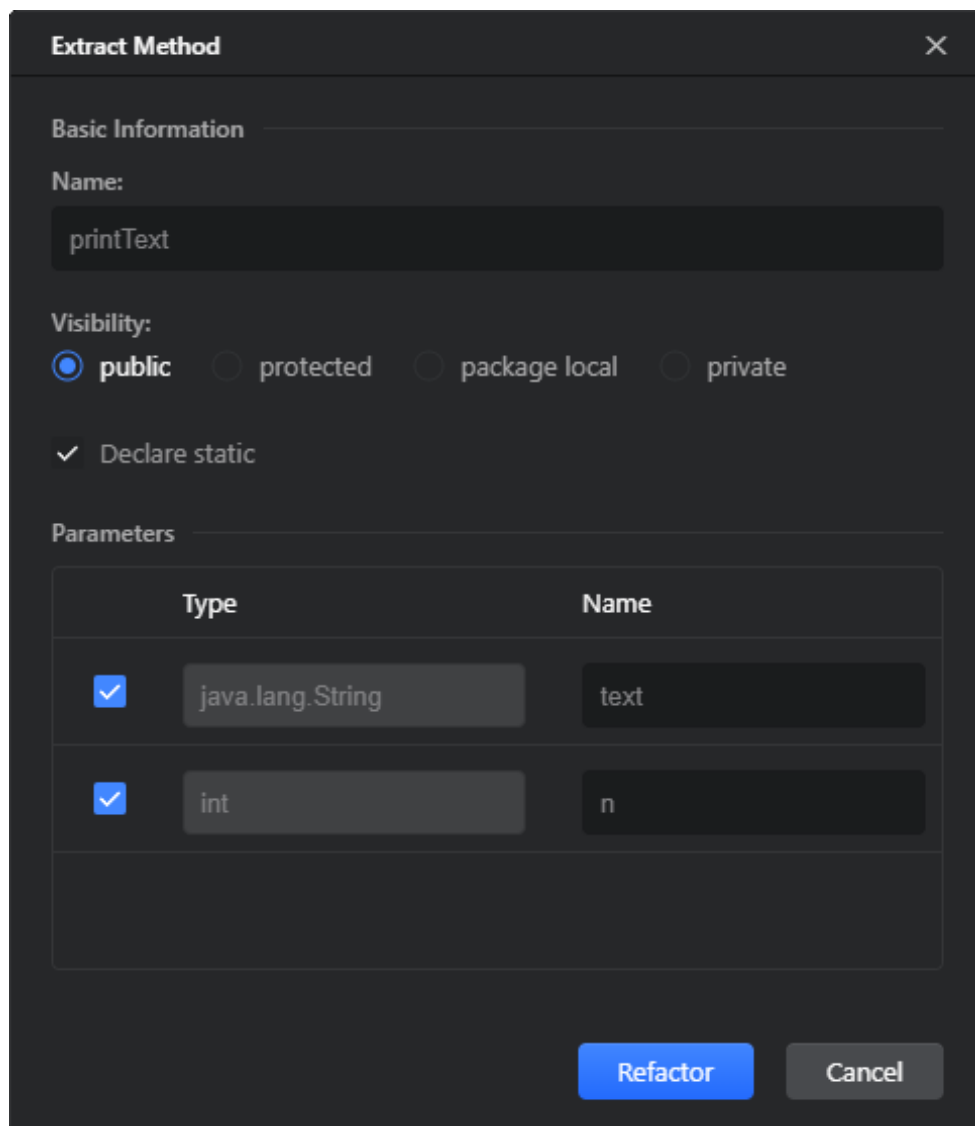 Extract Method
Basic Information
Name:
printText
Visibility:
public protected package local private
Declare static
Parameters
Type Name
java.lang.String text
int n
Refactor Cancel